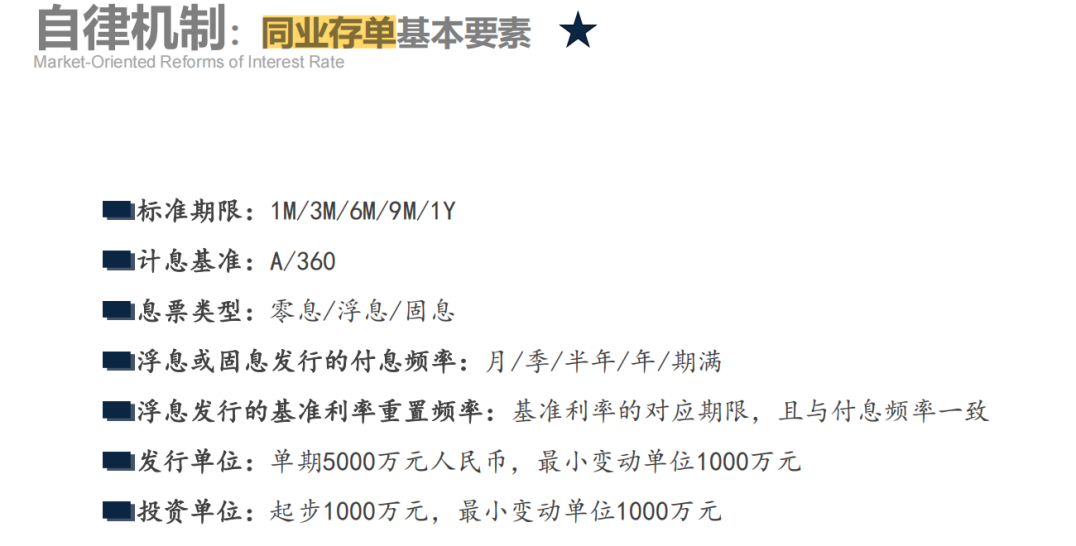 自律机制：同业存单基本要素
Market-Oriented Reforms of Interest Rate
标准期限：1M/3M/6M/9M/1Y
计息基准：A/360
息票类型：零息/浮息/固息
浮息或固息发行的付息频率：月/季/半年/年/期满
浮息发行的基准利率重置频率：基准利率的对应期限，且与付息频率一致
发行单位：单期5000万元人民币，最小变动单位1000万元
投资单位：起步1000万元，最小变动单位1000万元